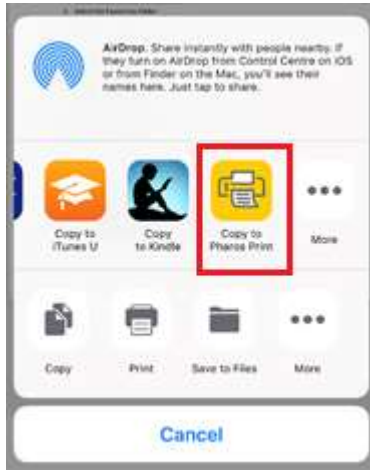 AirDrop. Share instantly with people nearby. If
they turn on AirDrop from Control Centre on iOS
or from Finder on the Mac, you'll see their
names here. Just tap to share.
Copy to
iTunes U
Copy
to Kindle
Copy to
Pharos Print
More
Copy
Print
Save to Files
More
Cancel